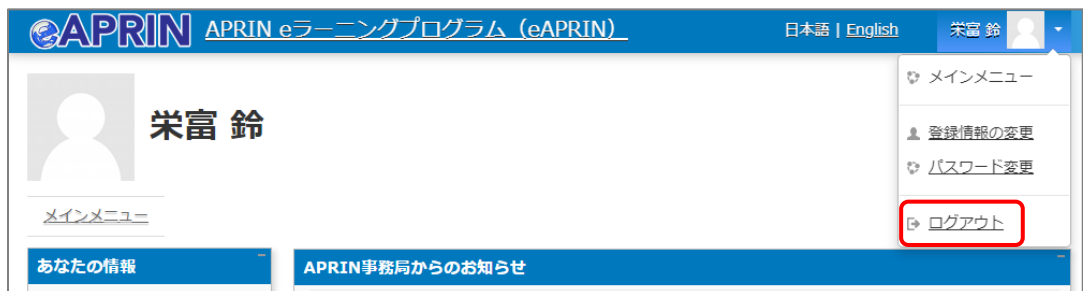 APRIN APRIN eラーニングプログラム（eAPRIN） 日本語 | English 栄富 鈴
メインメニュー
登録情報の変更
パスワード変更
ログアウト
栄富 鈴
メインメニュー
あなたの情報
APRIN事務局からのお知らせ